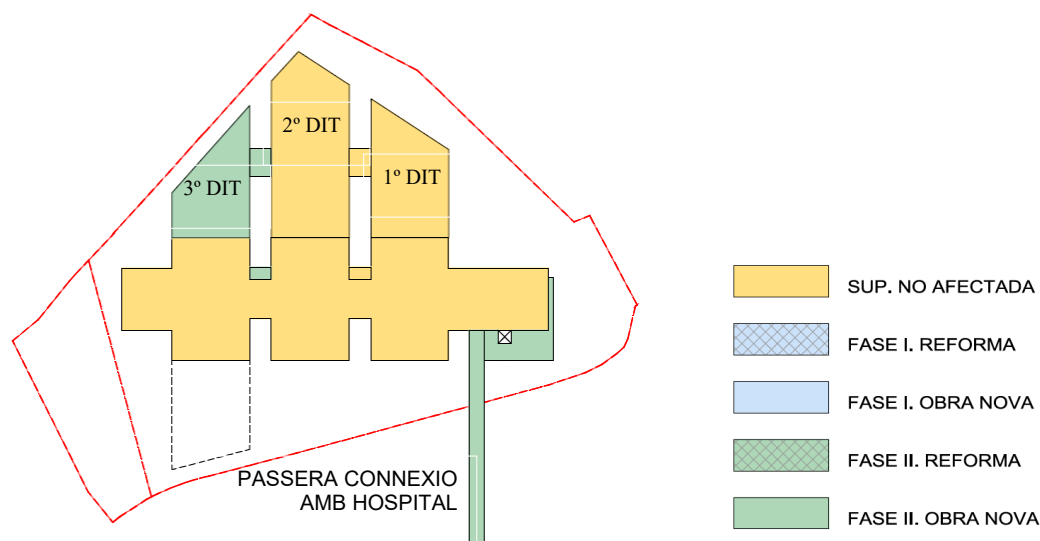 2º DIT
1º DIT
3º DIT
PASSERA CONNEXIO
AMB HOSPITAL
SUP. NO AFECTADA
FASE I. REFORMA
FASE I. OBRA NOVA
FASE II. REFORMA
FASE II. OBRA NOVA